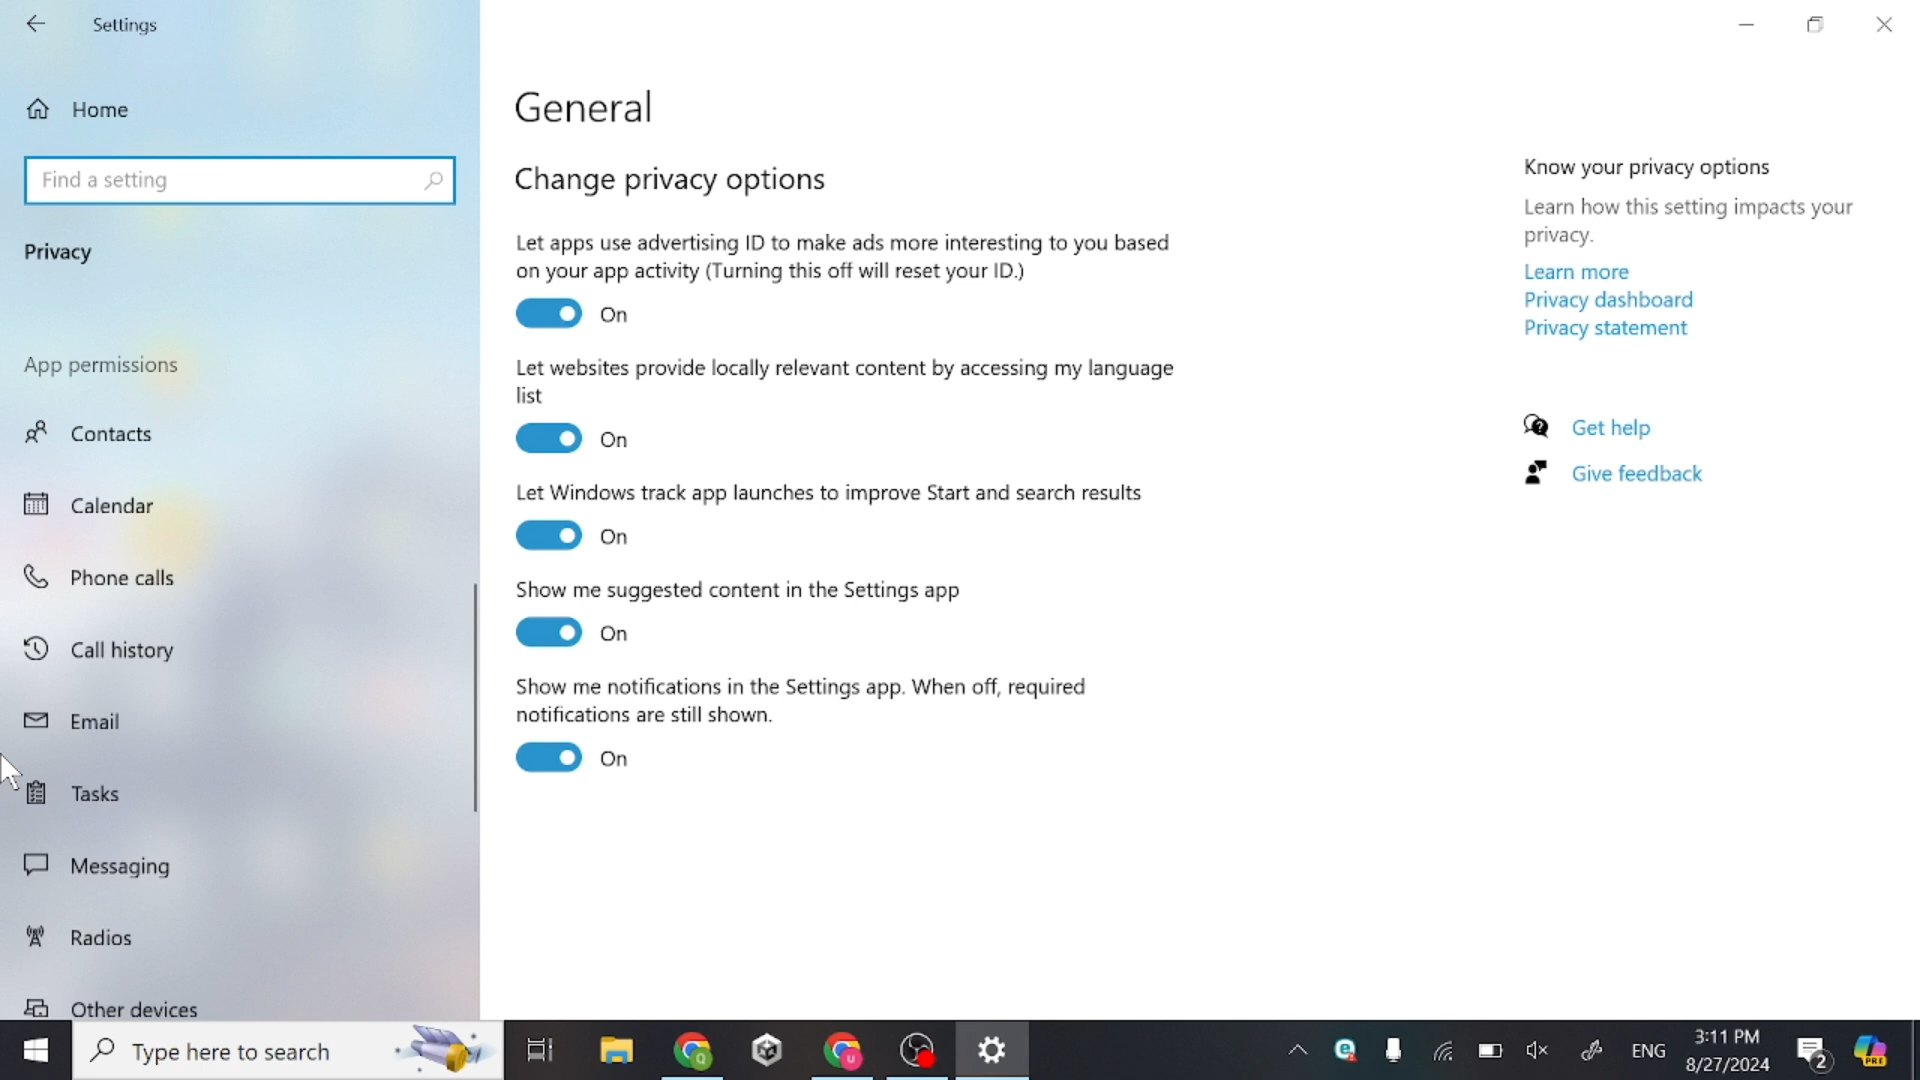 Settings
Home
Find a setting
Privacy
App permissions
Contacts
Calendar
Phone calls
Call history
Email
Tasks
Messaging
Radios
Other devices
General
Change privacy options
Let apps use advertising ID to make ads more interesting to you based
on your app activity (Turning this off will reset your ID.)
On
Let websites provide locally relevant content by accessing my language
list
On
Let Windows track app launches to improve Start and search results
On
Show me suggested content in the Settings app
On
Show me notifications in the Settings app. When off, required
notifications are still shown.
On
Know your privacy options
Learn how this setting impacts your
privacy.
Learn more
Privacy dashboard
Privacy statement
Get help
Give feedback
Type here to search
ENG
3:11 PM
8/27/2024
2
PRE